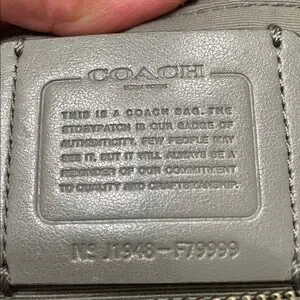 COACH
THIS IS A COACH BAG. THE
STORYPATCH IS OUR BADGE OF
AUTHENTICITY. FEW PEOPLE MAY
SEE IT, BUT IT WILL ALWAYS BE A
REMINDER OF OUR COMMITMENT
TO QUALITY AND CRAFTSMANSHIP.
Nº J1948-F79999